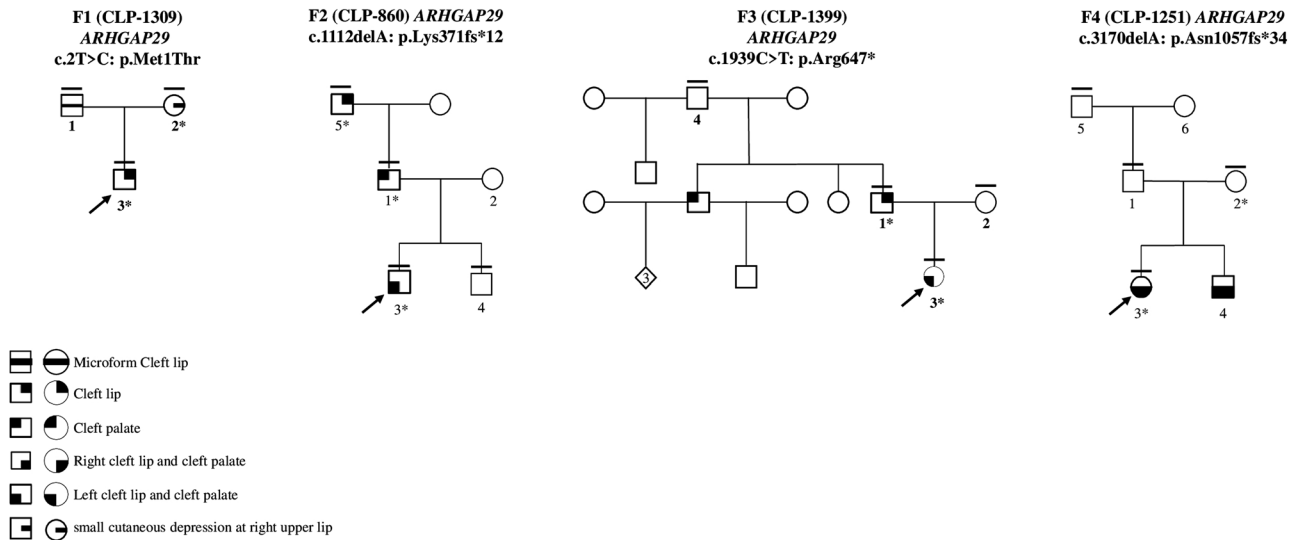 F1 (CLP-1309)
ARHGAP29
c.2T>C: p.Met1Thr
F2 (CLP-860) ARHGAP29
c.1112delA: p.Lys371fs*12
F3 (CLP-1399)
ARHGAP29
c.1939C>T: p.Arg647*
F4 (CLP-1251) ARHGAP29
c.3170delA: p.Asn1057fs*34
1
2*
3*
5*
1*
2
3*
4
4
1*
2
3
3*
5
6
1
2*
3*
4
Microform Cleft lip
Cleft lip
Cleft palate
Right cleft lip and cleft palate
Left cleft lip and cleft palate
small cutaneous depression at right upper lip